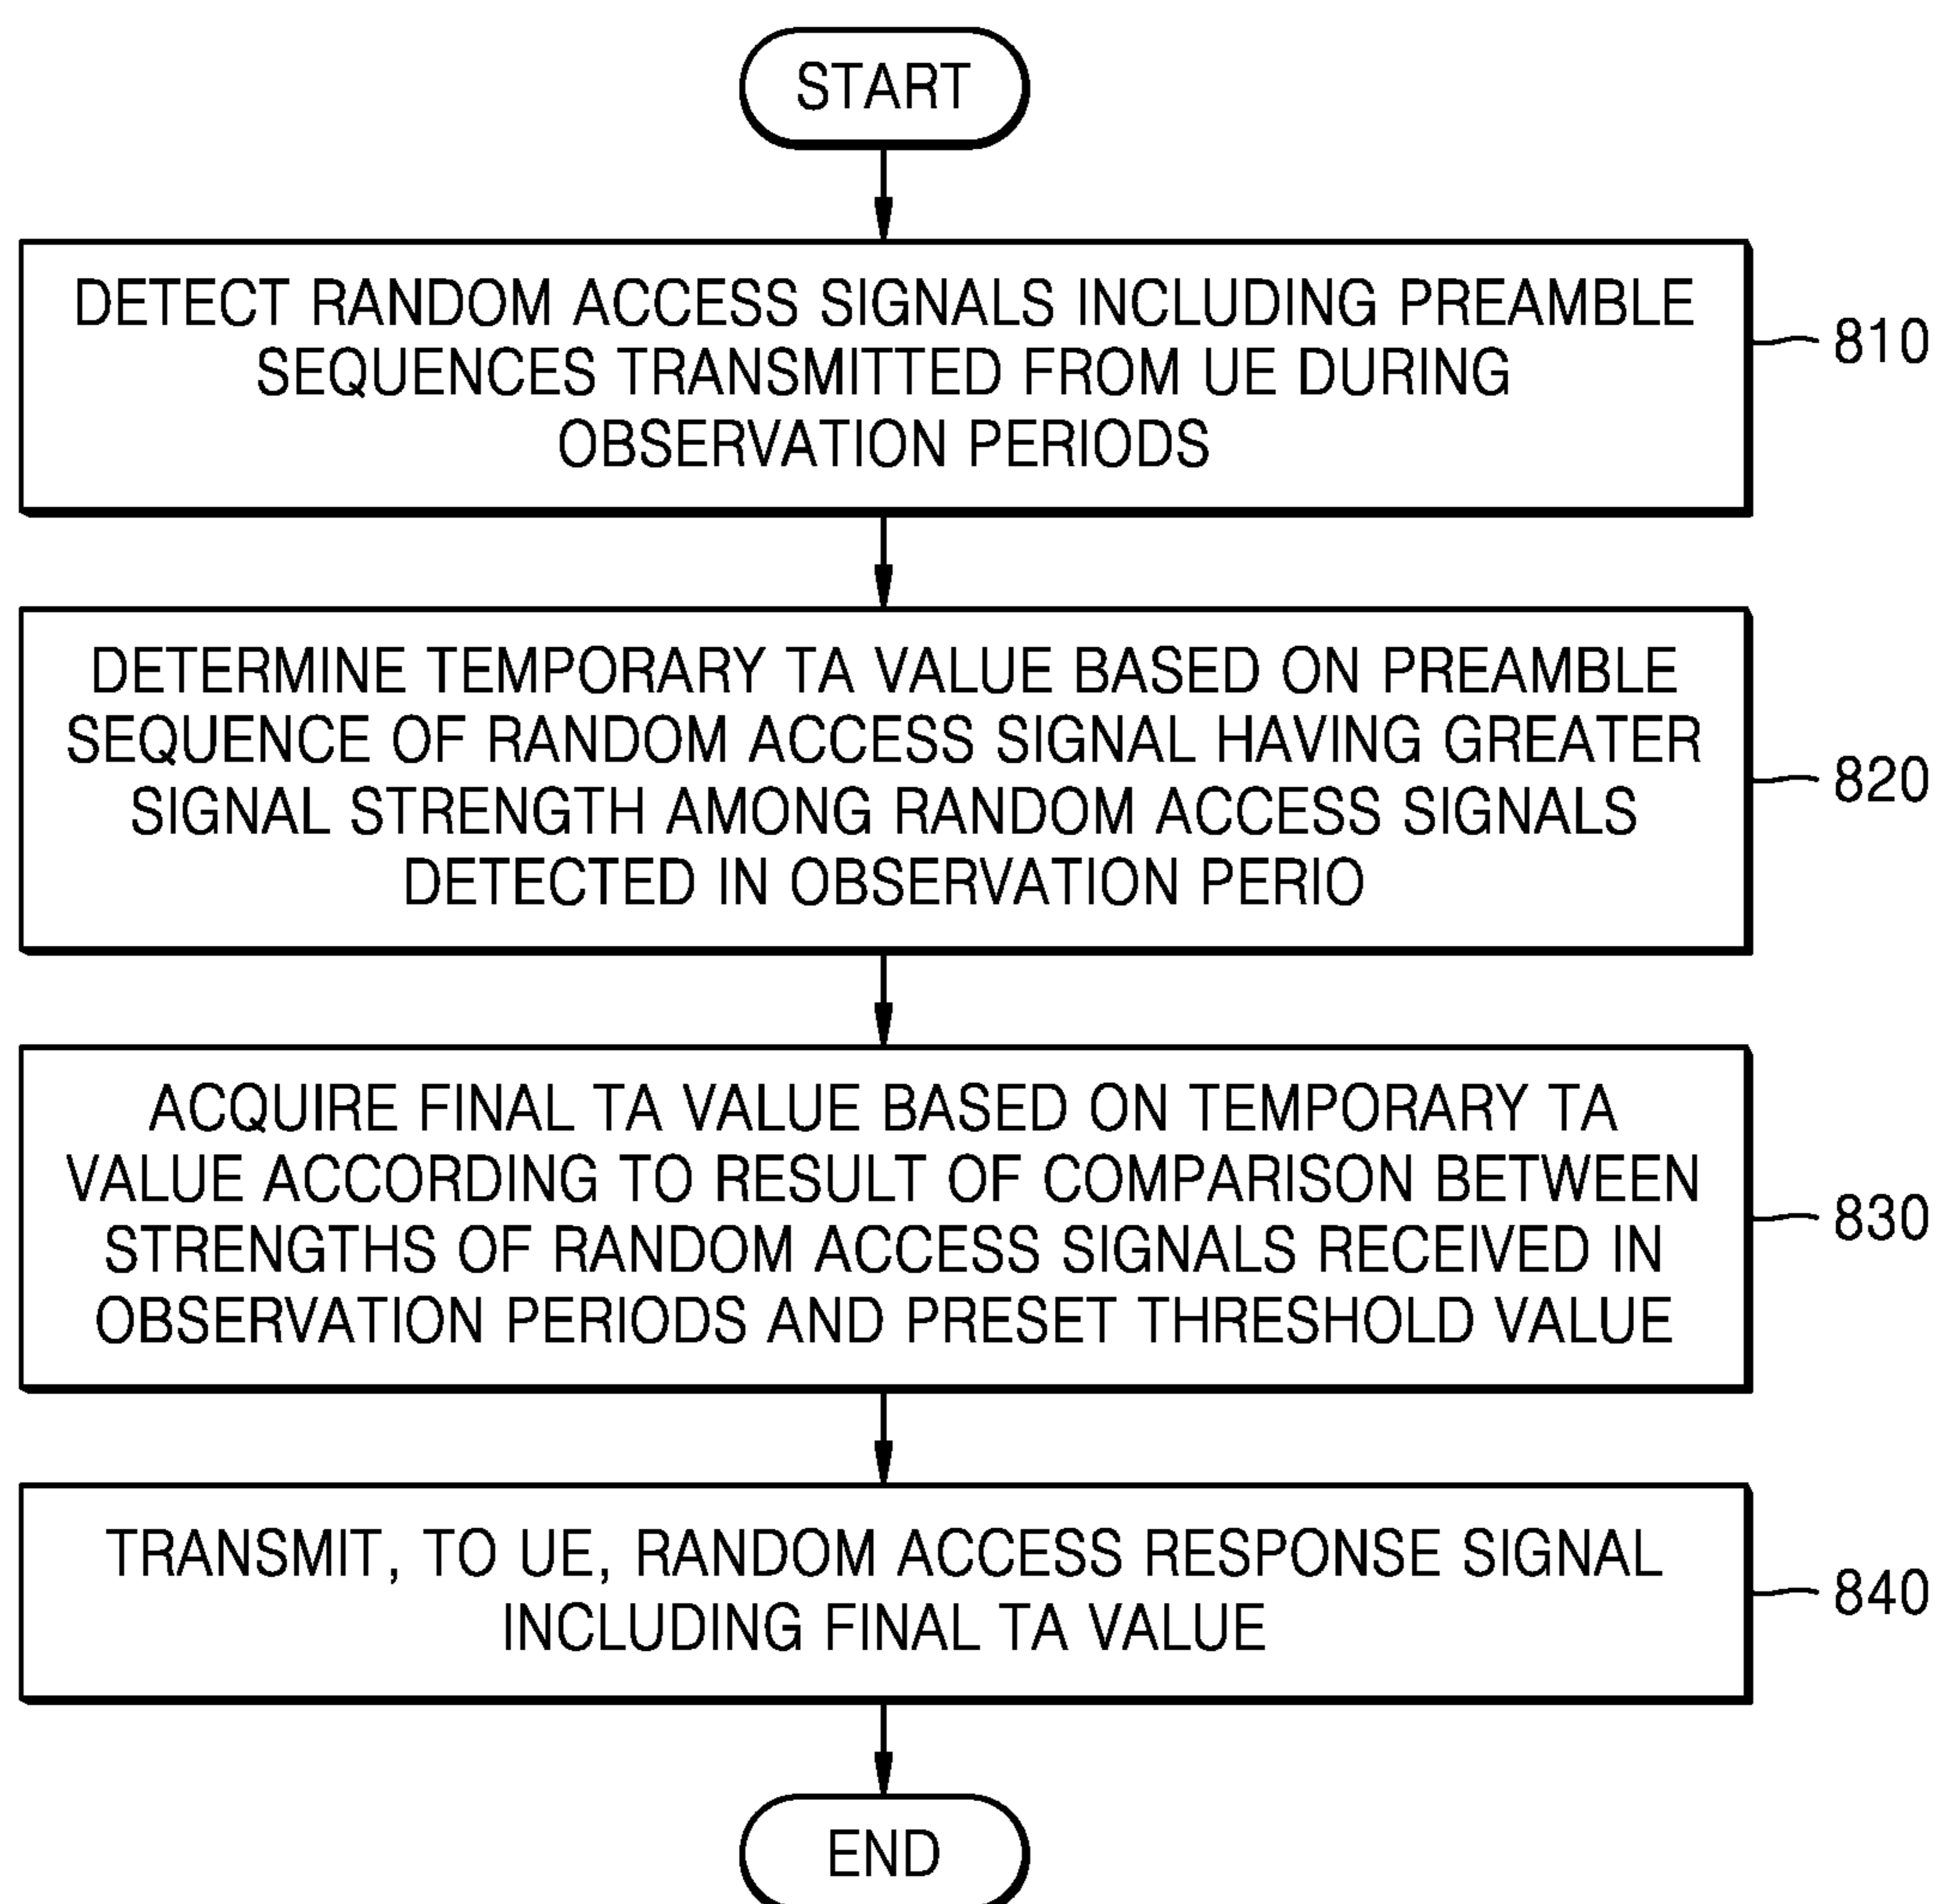 START
DETECT RANDOM ACCESS SIGNALS INCLUDING PREAMBLE
SEQUENCES TRANSMITTED FROM UE DURING
OBSERVATION PERIODS
810
DETERMINE TEMPORARY TA VALUE BASED ON PREAMBLE
SEQUENCE OF RANDOM ACCESS SIGNAL HAVING GREATER
SIGNAL STRENGTH AMONG RANDOM ACCESS SIGNALS
DETECTED IN OBSERVATION PERIO
820
ACQUIRE FINAL TA VALUE BASED ON TEMPORARY TA
VALUE ACCORDING TO RESULT OF COMPARISON BETWEEN
STRENGTHS OF RANDOM ACCESS SIGNALS RECEIVED IN
OBSERVATION PERIODS AND PRESET THRESHOLD VALUE
830
TRANSMIT, TO UE, RANDOM ACCESS RESPONSE SIGNAL
INCLUDING FINAL TA VALUE
840
END